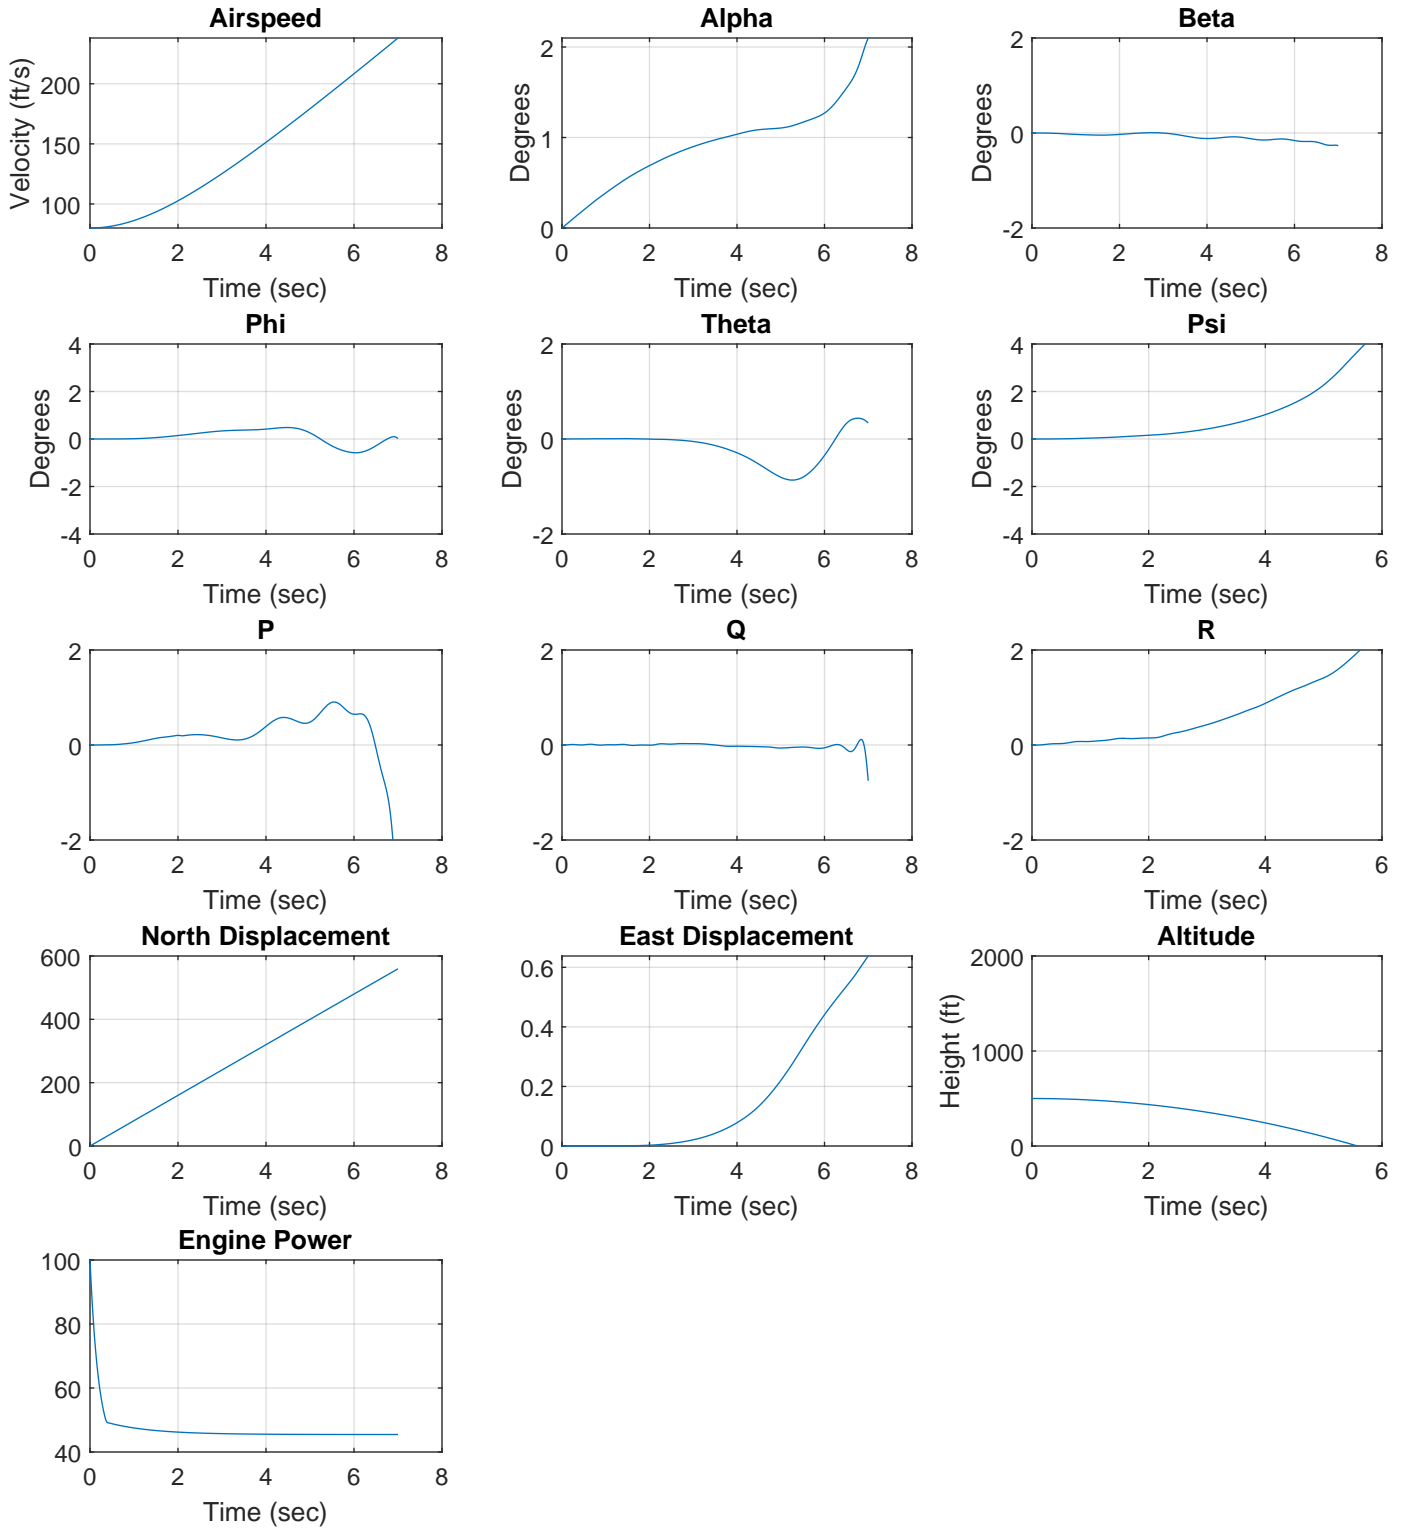 Airspeed
Velocity (ft/s)
200
150
100
0 2 4 6 8
Time (sec)
Alpha
Degrees
2
1
0
0 2 4 6 8
Time (sec)
Beta
Degrees
2
0
-2
0 2 4 6 8
Time (sec)
Phi
Degrees
4
2
0
-2
-4
0 2 4 6 8
Time (sec)
Theta
Degrees
2
0
-2
0 2 4 6 8
Time (sec)
Psi
Degrees
4
2
0
-2
-4
0 2 4 6
Time (sec)
P
2
0
-2
0 2 4 6 8
Time (sec)
Q
2
0
-2
0 2 4 6 8
Time (sec)
R
2
0
-2
0 2 4 6
Time (sec)
North Displacement
600
400
200
0
0 2 4 6 8
Time (sec)
East Displacement
0.6
0.4
0.2
0
0 2 4 6 8
Time (sec)
Altitude
Height (ft)
2000
1000
0
0 2 4 6
Time (sec)
Engine Power
100
80
60
40
0 2 4 6 8
Time (sec)